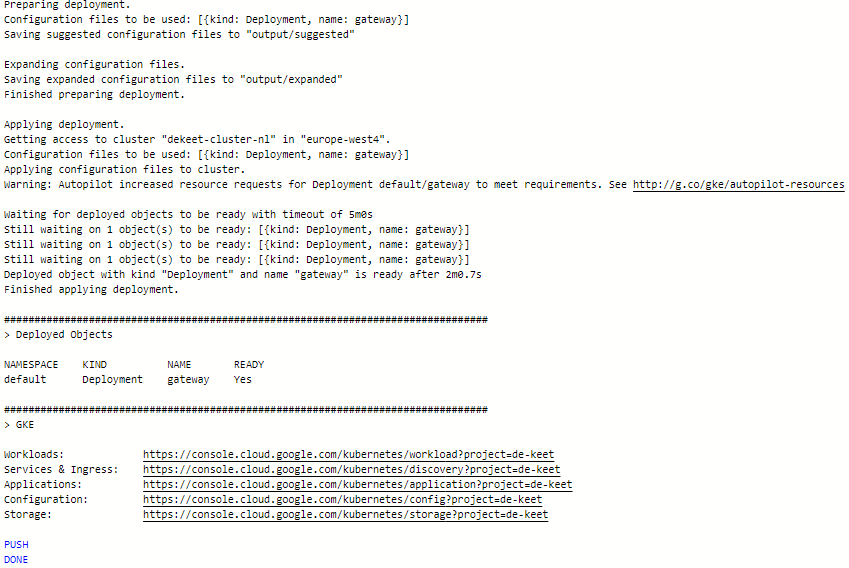 Preparing deployment.
Configuration files to be used: [{kind: Deployment, name: gateway}]
Saving suggested configuration files to "output/suggested"
Expanding configuration files.
Saving expanded configuration files to "output/expanded"
Finished preparing deployment.
Applying deployment.
Getting access to cluster "dekeet-cluster-nl" in "europe-west4".
Configuration files to be used: [{kind: Deployment, name: gateway}]
Applying configuration files to cluster.
Warning: Autopilot increased resource requests for Deployment default/gateway to meet requirements. See http://g.co/gke/autopilot-resources
Waiting for deployed objects to be ready with timeout of 5m0s
Still waiting on 1 object(s) to be ready: [{kind: Deployment, name: gateway}]
Still waiting on 1 object(s) to be ready: [{kind: Deployment, name: gateway}]
Still waiting on 1 object(s) to be ready: [{kind: Deployment, name: gateway}]
Deployed object with kind "Deployment" and name "gateway" is ready after 2m0.7s
Finished applying deployment.
################################################################################
> Deployed Objects
NAMESPACE    KIND          NAME       READY
default      Deployment    gateway    Yes
################################################################################
> GKE
Workloads:             https://console.cloud.google.com/kubernetes/workload?project=de-keet
Services & Ingress:    https://console.cloud.google.com/kubernetes/discovery?project=de-keet
Applications:          https://console.cloud.google.com/kubernetes/application?project=de-keet
Configuration:         https://console.cloud.google.com/kubernetes/config?project=de-keet
Storage:               https://console.cloud.google.com/kubernetes/storage?project=de-keet
PUSH
DONE